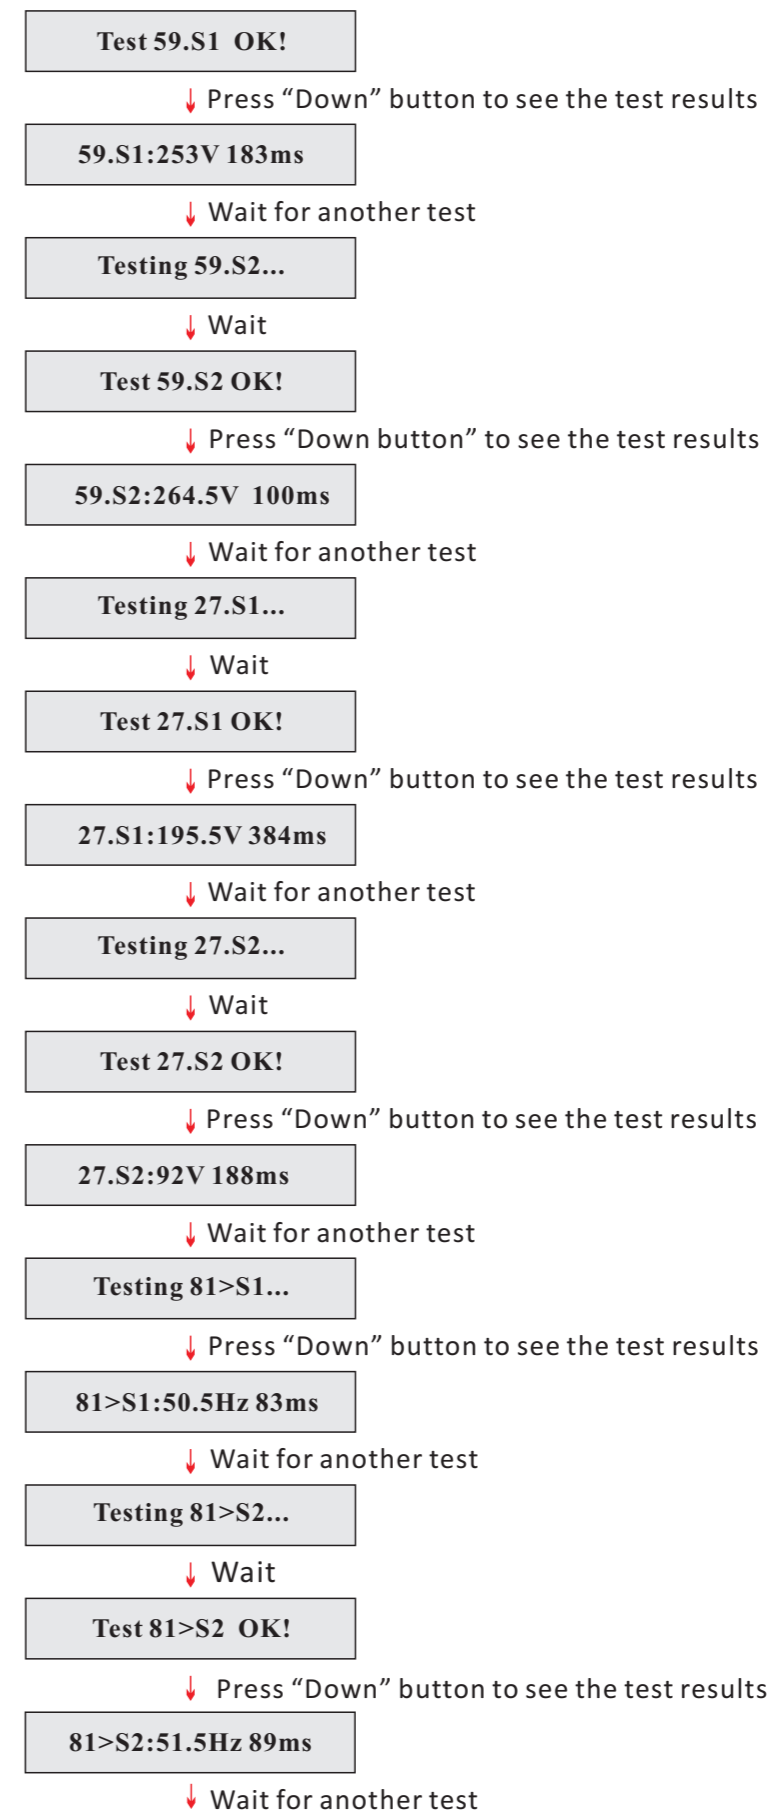 Test 59.S1 OK!
Press “Down” button to see the test results
59.S1:253V 183ms
Wait for another test
Testing 59.S2...
Wait
Test 59.S2 OK!
Press “Down button” to see the test results
59.S2:264.5V 100ms
Wait for another test
Testing 27.S1...
Wait
Test 27.S1 OK!
Press “Down” button to see the test results
27.S1:195.5V 384ms
Wait for another test
Testing 27.S2...
Wait
Test 27.S2 OK!
Press “Down” button to see the test results
27.S2:92V 188ms
Wait for another test
Testing 81>S1...
Press “Down” button to see the test results
81>S1:50.5Hz 83ms
Wait for another test
Testing 81>S2...
Wait
Test 81>S2 OK!
Press “Down” button to see the test results
81>S2:51.5Hz 89ms
Wait for another test